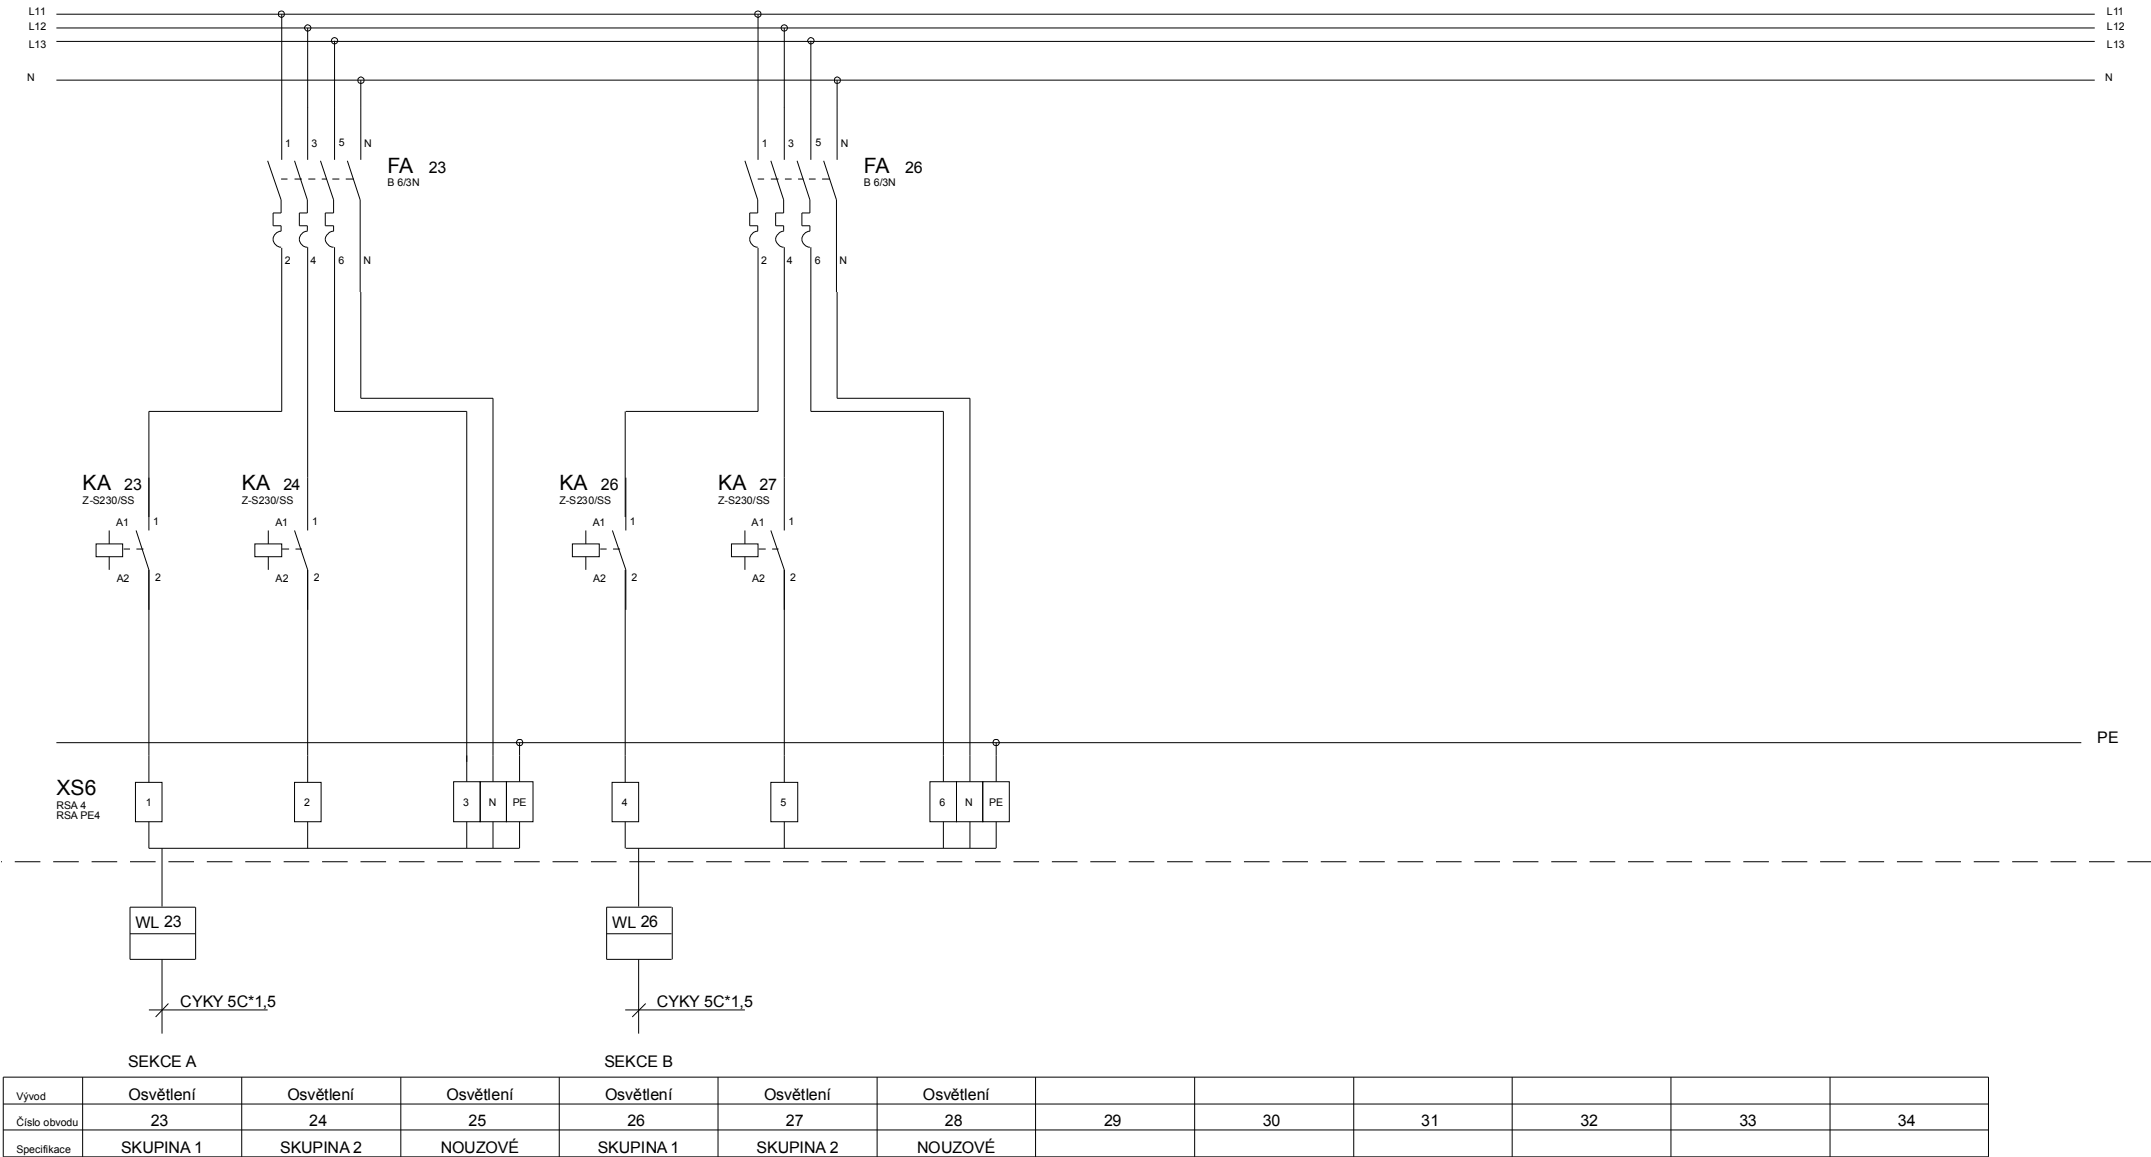 L11 L11
L12 L12
L13 L13
N N
1 3 5 N 1 3 5 N
FA 23 FA 26
B 6/3N B 6/3N
2 4 6 N 2 4 6 N
KA 23 KA 24 KA 26 KA 27
Z-S230/SS Z-S230/SS Z-S230/SS Z-S230/SS
A1 1 A1 1 A1 1 A1 1
A2 2 A2 2 A2 2 A2 2
PE
XS6
RSA 4
RSA PE4
1 2 3 N PE 4 5 6 N PE
WL 23 WL 26
CYKY 5C*1,5 CYKY 5C*1,5
SEKCE A SEKCE B
Vývod Osvětlení Osvětlení Osvětlení Osvětlení Osvětlení Osvětlení
Číslo obvodu 23 24 25 26 27 28 29 30 31 32 33 34
Specifikace SKUPINA 1 SKUPINA 2 NOUZOVÉ SKUPINA 1 SKUPINA 2 NOUZOVÉ